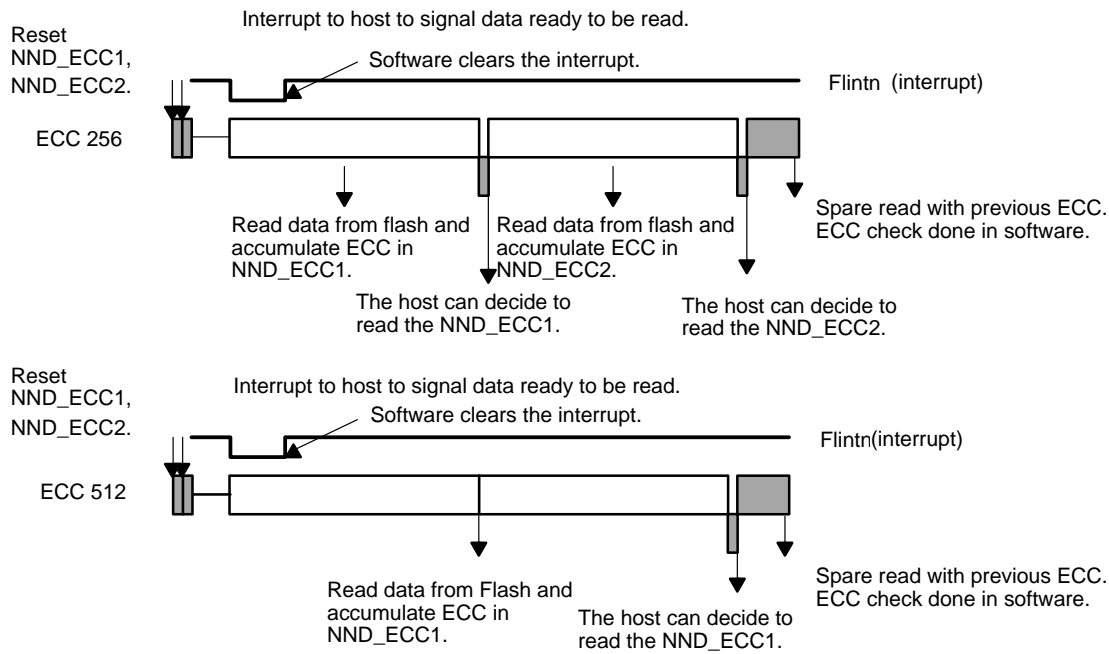 Interrupt to host to signal data ready to be read.
Reset
NND_ECC1,
NND_ECC2.
Software clears the interrupt.
Flintn (interrupt)
ECC 256
Read data from flash and
accumulate ECC in
NND_ECC1.
Read data from flash and
accumulate ECC in
NND_ECC2.
Spare read with previous ECC.
ECC check done in software.
The host can decide to
read the NND_ECC1.
The host can decide to
read the NND_ECC2.
Reset
NND_ECC1,
NND_ECC2.
Interrupt to host to signal data ready to be read.
Software clears the interrupt.
Flintn(interrupt)
ECC 512
Read data from Flash and
accumulate ECC in
NND_ECC1.
The host can decide to
read the NND_ECC1.
Spare read with previous ECC.
ECC check done in software.